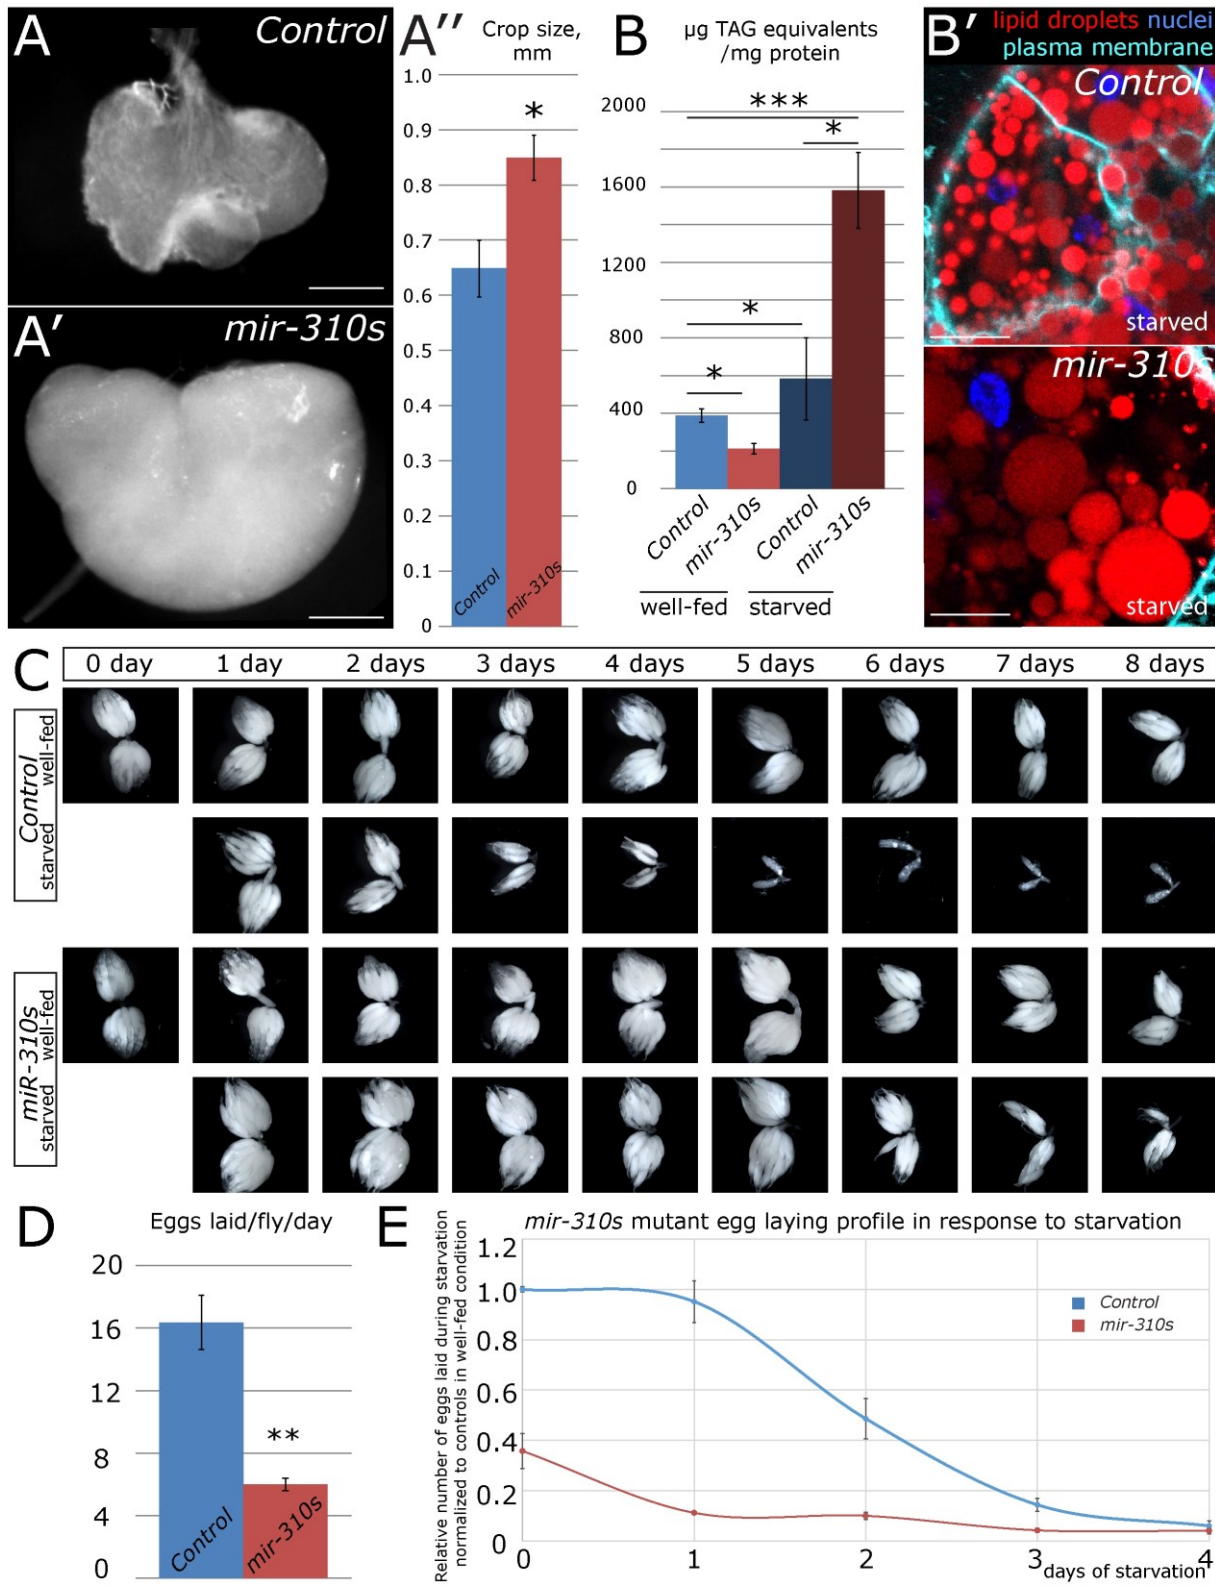 A
Control
A'
mir-310s
A''
Crop size,
mm
1.0
0.9
0.8
0.7
0.6
0.5
0.4
0.3
0.2
0.1
0
*
Control
mir-310s
B
µg TAG equivalents
/mg protein
2000
1600
1200
800
400
0
***
*
*
*
Control
mir-310s
Control
mir-310s
well-fed
starved
B'
lipid droplets nuclei
plasma membrane
Control
starved
mir-310s
starved
C
0 day 1 day 2 days 3 days 4 days 5 days 6 days 7 days 8 days
Control
well-fed
starved
miR-310s
well-fed
starved
D
Eggs laid/fly/day
20
16
12
8
4
0
**
Control
mir-310s
E
mir-310s mutant egg laying profile in response to starvation
Relative number of eggs laid during starvation
normalized to controls in well-fed condition
1.2
1.0
0.8
0.6
0.4
0.2
0
Control
mir-310s
0 1 2 3 4
days of starvation